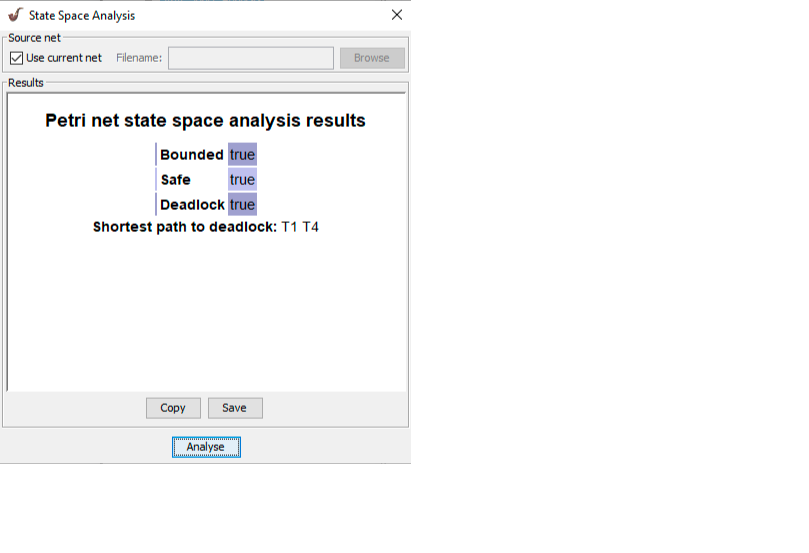 State Space Analysis
Source net
Use current net Filename: Browse
Results
Petri net state space analysis results
Bounded true
Safe true
Deadlock true
Shortest path to deadlock: T1 T4
Copy Save
Analyse